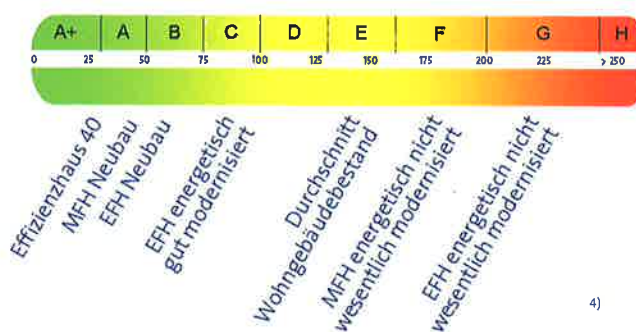 A+ A B C D E F G H
0 25 50 75 100 125 150 175 200 225 > 250
Effizienzhaus 40
MFH Neubau
EFH Neubau
EFH energetisch
gut modernisiert
Durchschnitt
Wohngebäudebestand
MFH energetisch nicht
wesentlich modernisiert
EFH energetisch nicht
wesentlich modernisiert
4)